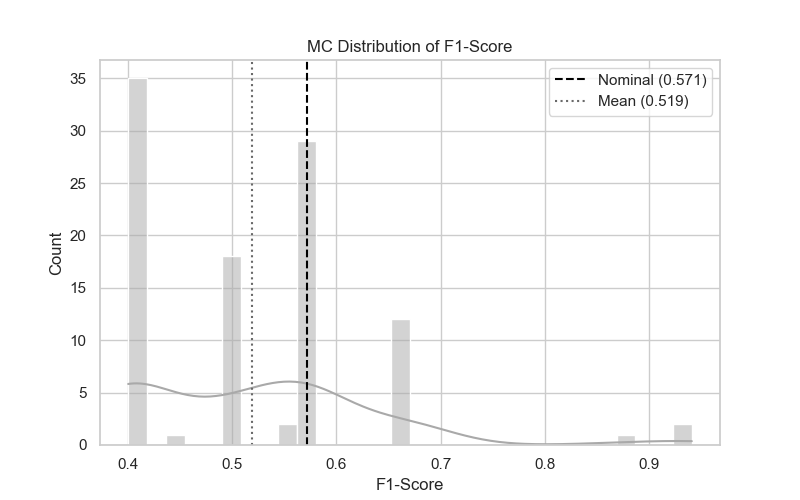 MC Distribution of F1-Score
Nominal (0.571)
Mean (0.519)
Count
35
30
25
20
15
10
5
0
0.4 0.5 0.6 0.7 0.8 0.9
F1-Score